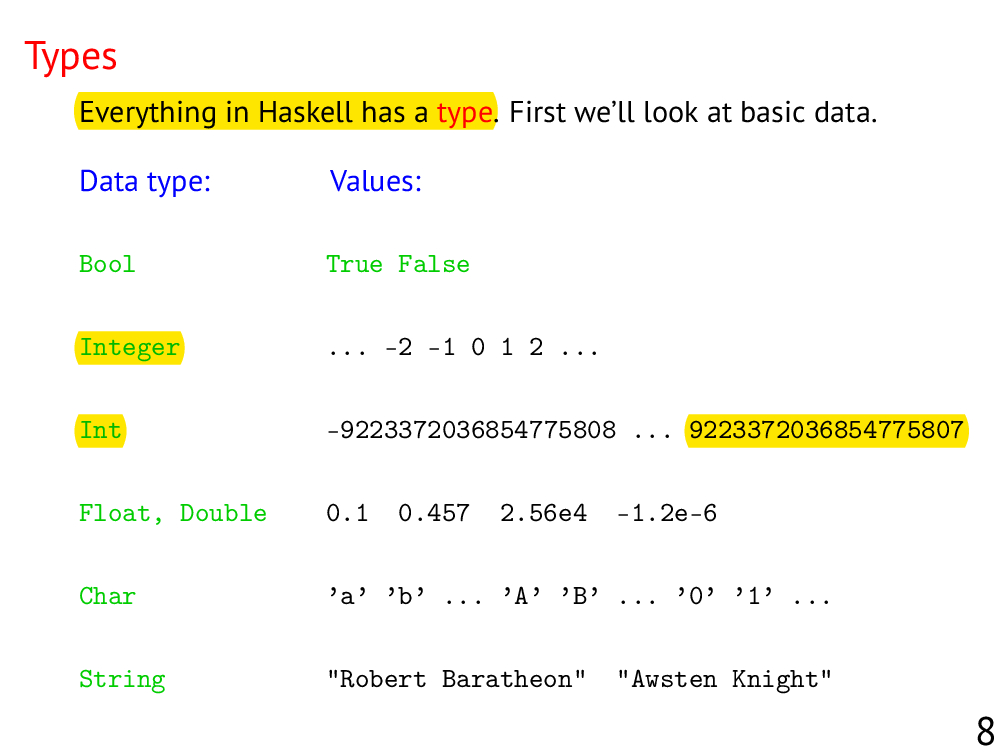 Types
Everything in Haskell has a type. First we’ll look at basic data.
Data type: Values:
Bool True False
Integer ... -2 -1 0 1 2 ...
Int -9223372036854775808 ... 9223372036854775807
Float, Double 0.1 0.457 2.56e4 -1.2e-6
Char ’a’ ’b’ ... ’A’ ’B’ ... ’0’ ’1’ ...
String "Robert Baratheon" "Awsten Knight"
8